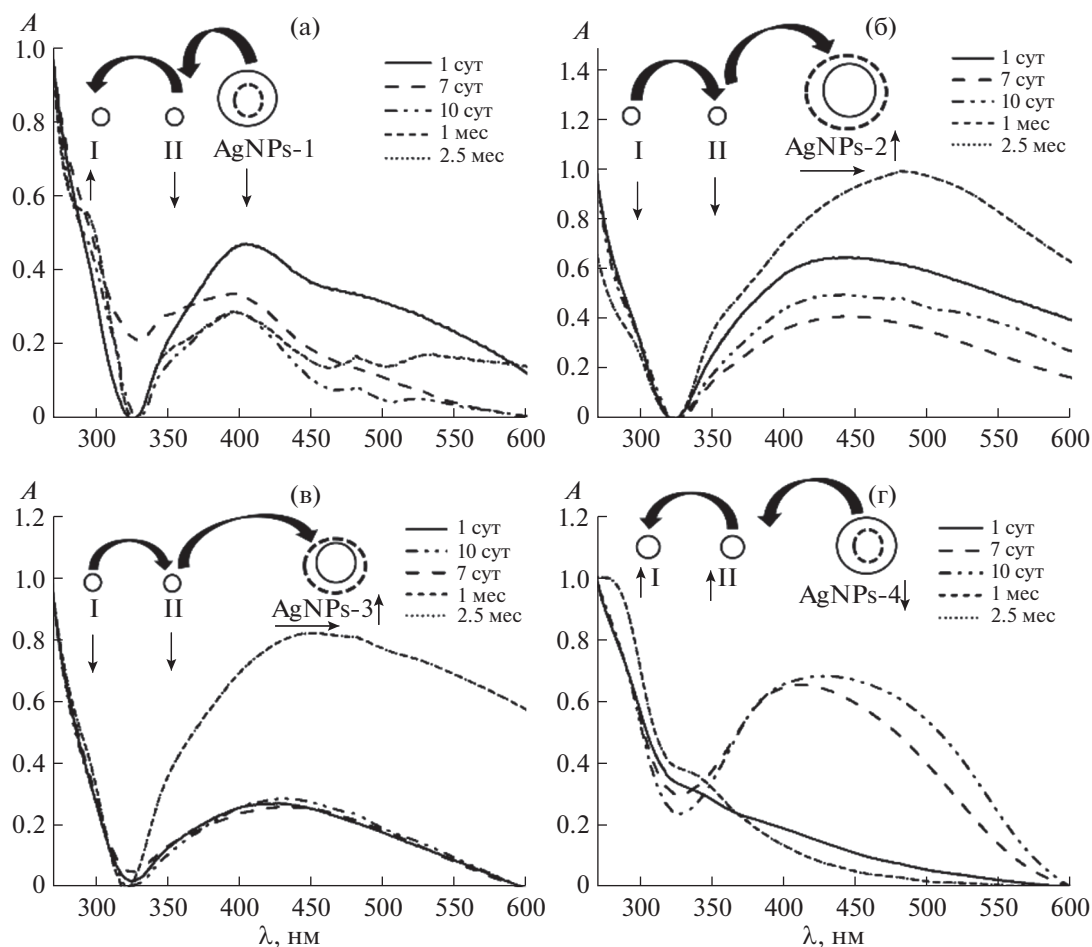 A
(а)
1.0
0.8
0.6
0.4
0.2
0
1 сут
7 сут
10 сут
1 мес
2.5 мес
I II AgNPs-1
300 350 400 450 500 550 600
A
(б)
1.4
1.2
1.0
0.8
0.6
0.4
0.2
0
1 сут
7 сут
10 сут
1 мес
2.5 мес
I II AgNPs-2
300 350 400 450 500 550 600
A
(в)
1.2
1.0
0.8
0.6
0.4
0.2
0
1 сут
10 сут
7 сут
1 мес
2.5 мес
I II AgNPs-3
300 350 400 450 500 550 600
λ, нм
A
(г)
1.2
1.0
0.8
0.6
0.4
0.2
0
1 сут
7 сут
10 сут
1 мес
2.5 мес
I II AgNPs-4
300 350 400 450 500 550 600
λ, нм